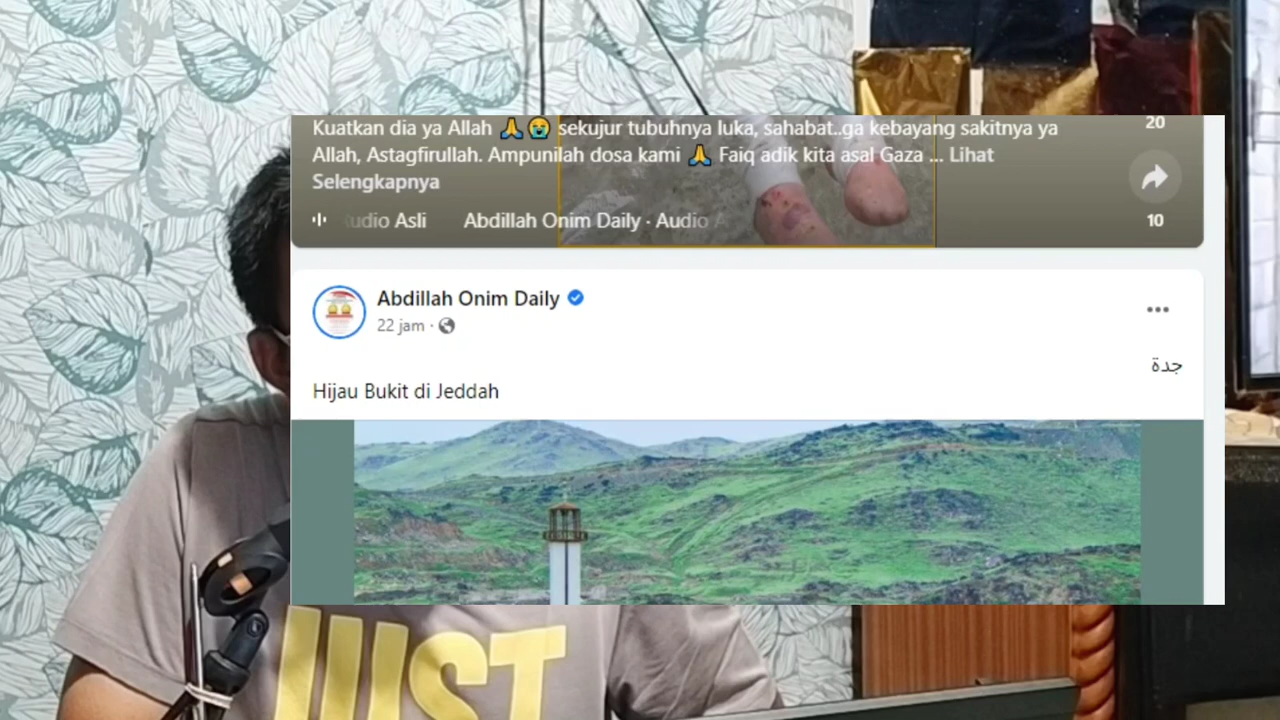 Kuatkan dia ya Allah 🙏😭 sekujur tubuhnya luka, sahabat..ga kebayang sakitnya ya
Allah, Astagfirullah. Ampunilah dosa kami 🙏 Faiq adik kita asal Gaza ... Lihat
Selengkapnya
Audio Asli Abdillah Onim Daily · Audio
20
10
Abdillah Onim Daily
22 jam ·
جدة
Hijau Bukit di Jeddah
JUST